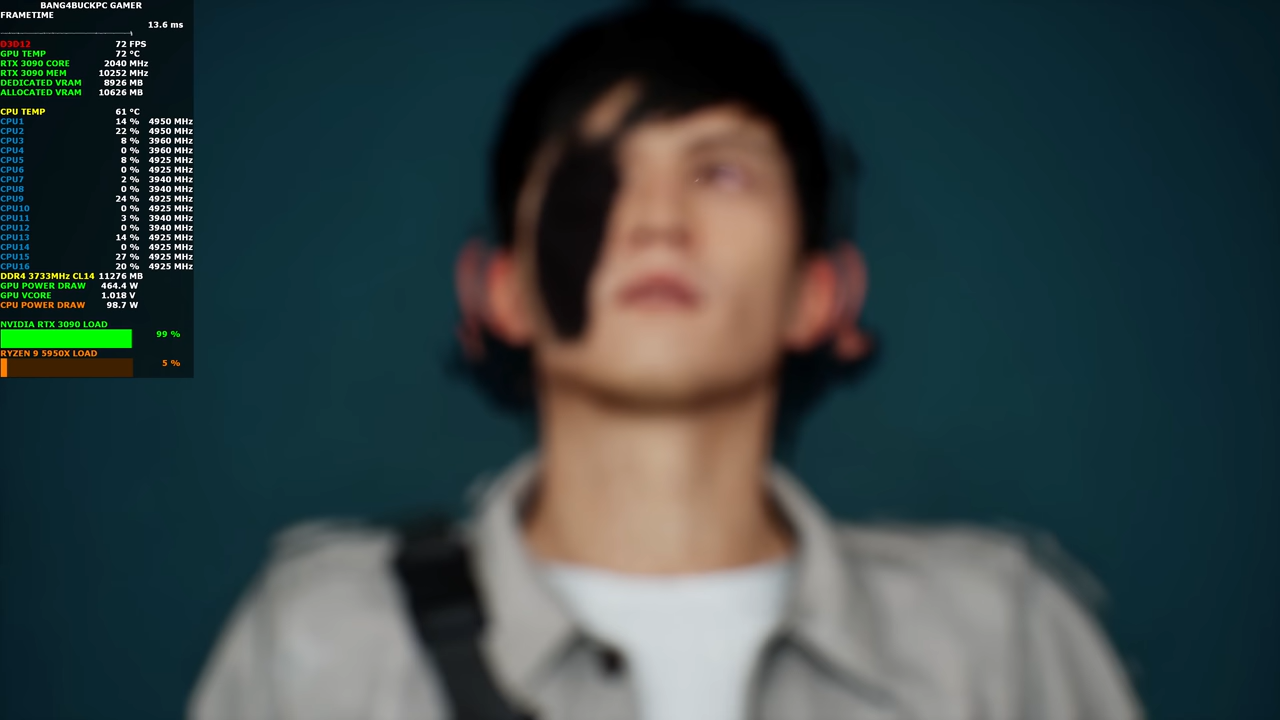 BANG4BUCKPC GAMER
FRAMETIME
13.6 ms
D3D12 72 FPS
GPU TEMP 72 °C
RTX 3090 CORE 2040 MHz
RTX 3090 MEM 10252 MHz
DEDICATED VRAM 8926 MB
ALLOCATED VRAM 10626 MB
CPU TEMP 61 °C
CPU1 14 % 4950 MHz
CPU2 22 % 4950 MHz
CPU3 8 % 3960 MHz
CPU4 0 % 3960 MHz
CPU5 8 % 4925 MHz
CPU6 0 % 4925 MHz
CPU7 2 % 3940 MHz
CPU8 0 % 3940 MHz
CPU9 24 % 4925 MHz
CPU10 0 % 4925 MHz
CPU11 3 % 3940 MHz
CPU12 0 % 3940 MHz
CPU13 14 % 4925 MHz
CPU14 0 % 4925 MHz
CPU15 27 % 4925 MHz
CPU16 20 % 4925 MHz
DDR4 3733MHz CL14 11276 MB
GPU POWER DRAW 464.4 W
GPU VCORE 1.018 V
CPU POWER DRAW 98.7 W
NVIDIA RTX 3090 LOAD
99 %
RYZEN 9 5950X LOAD
5 %